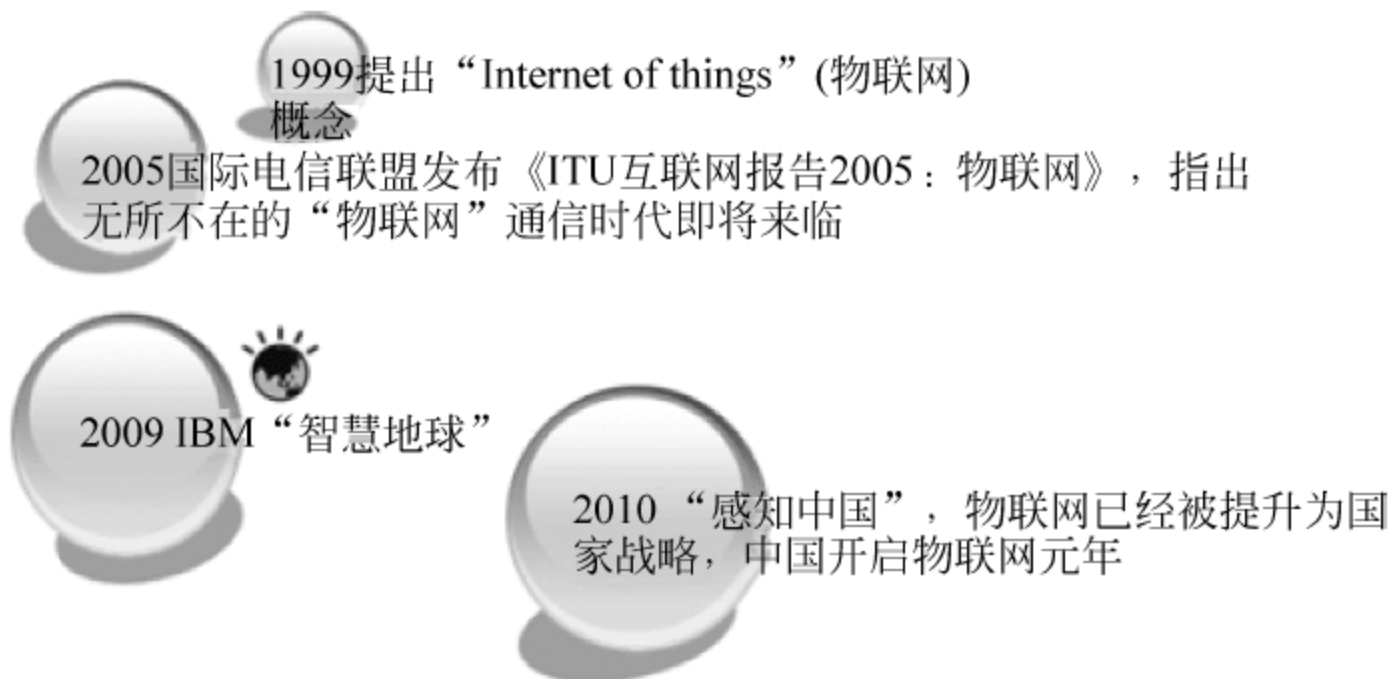 1999提出“Internet of things”(物联网)
概念
2005国际电信联盟发布《ITU互联网报告2005：物联网》，指出
无所不在的“物联网”通信时代即将来临
2009 IBM“智慧地球”
2010 “感知中国”，物联网已经被提升为国
家战略，中国开启物联网元年